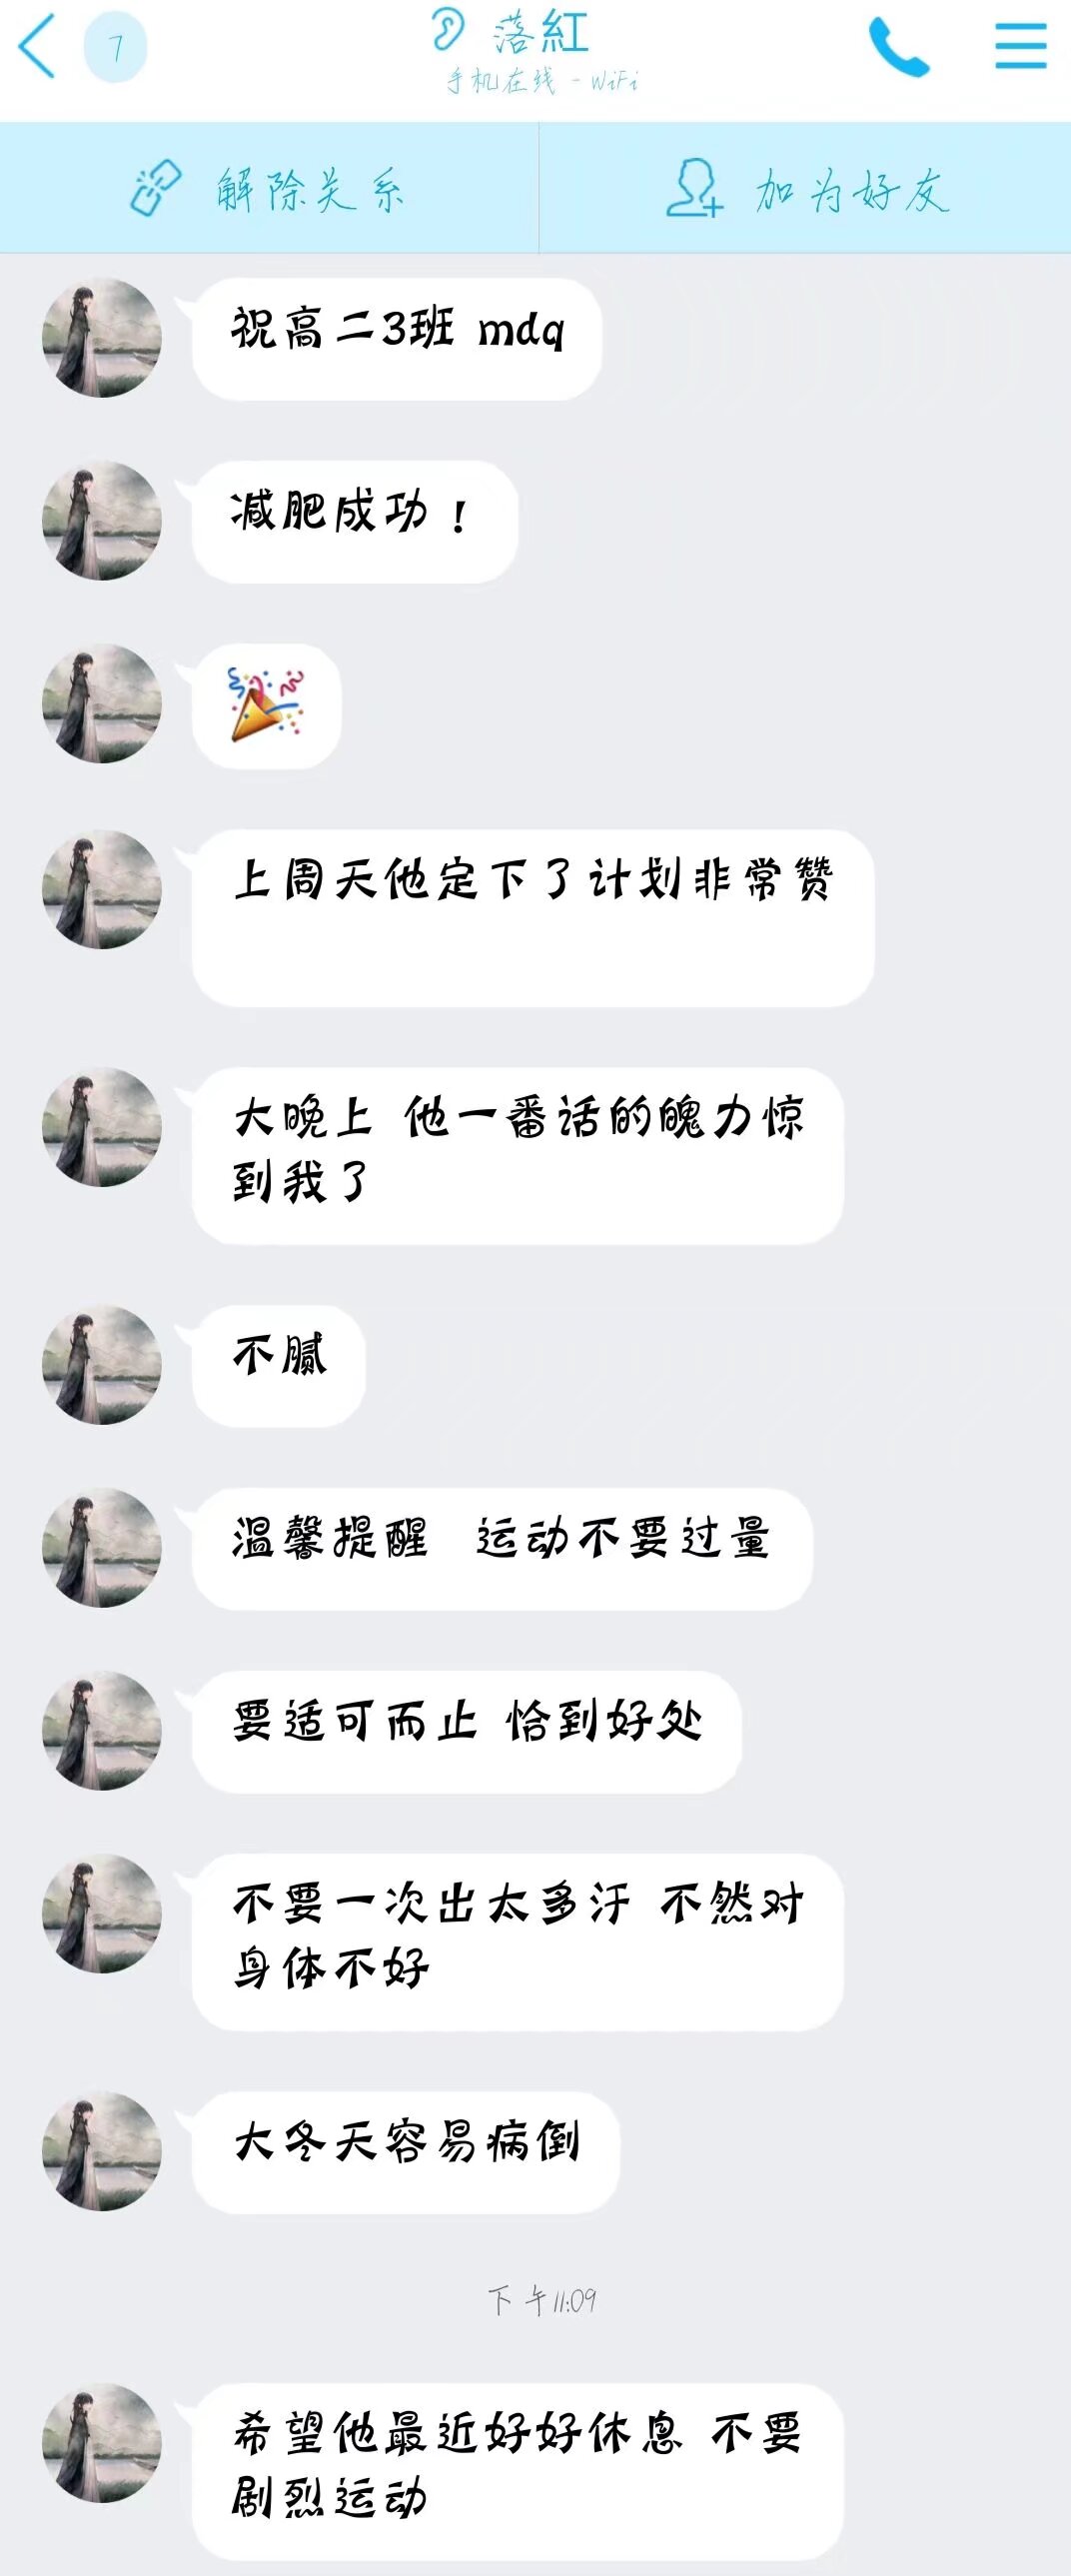 7
落紅
手机在线 - WiFi
解除关系
加为好友
祝高二3班 mdq
减肥成功！
上周天他定下了计划非常赞
大晚上 他一番话的魄力惊
到我了
不腻
温馨提醒 运动不要过量
要适可而止 恰到好处
不要一次出太多汗 不然对
身体不好
大冬天容易病倒
下午11:09
希望他最近好好休息 不要
剧烈运动